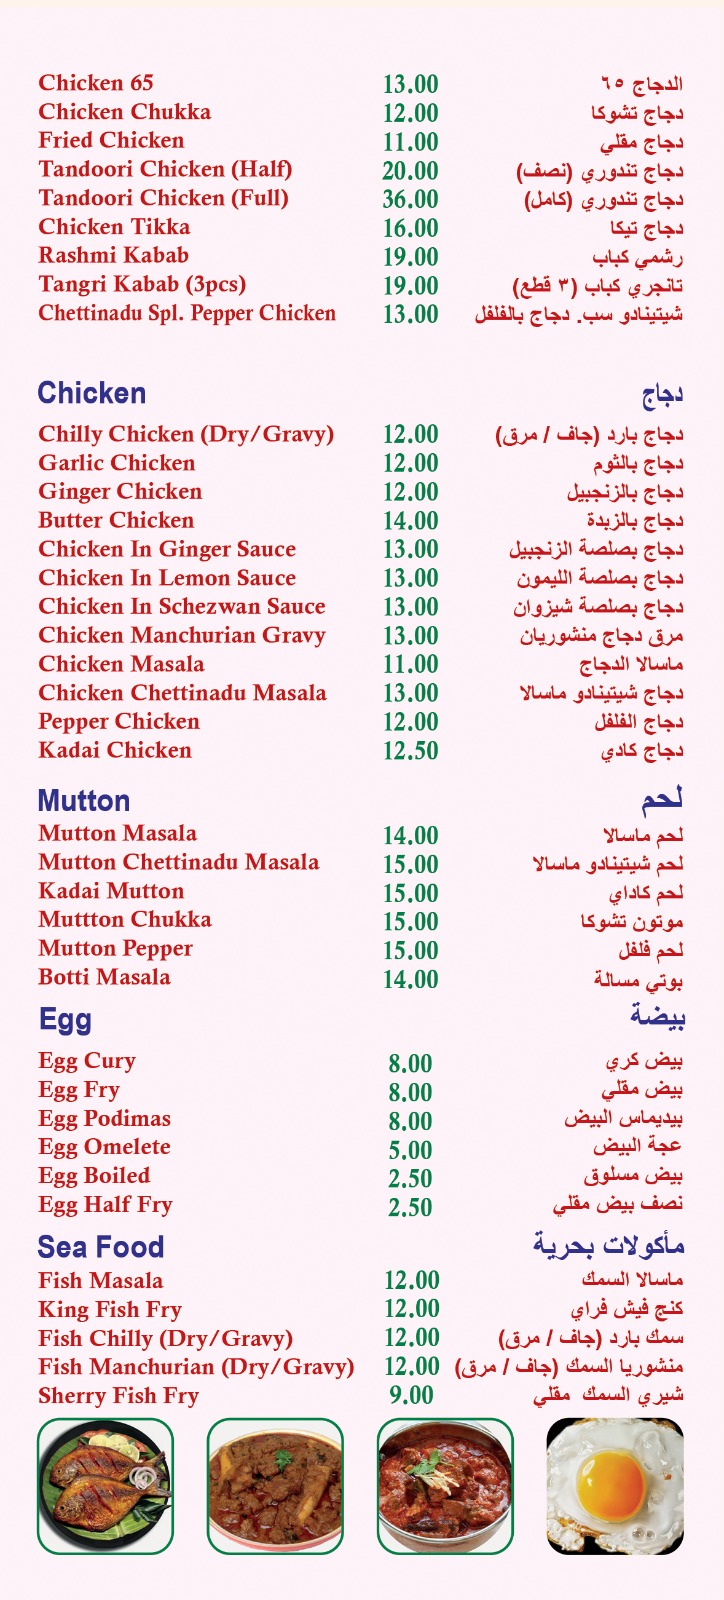 Chicken 65 13.00 الدجاج ٦٥
Chicken Chukka 12.00 دجاج تشوكا
Fried Chicken 11.00 دجاج مقلي
Tandoori Chicken (Half) 20.00 دجاج تندوري (نصف)
Tandoori Chicken (Full) 36.00 دجاج تندوري (كامل)
Chicken Tikka 16.00 دجاج تيكا
Rashmi Kabab 19.00 رشمي كباب
Tangri Kabab (3pcs) 19.00 تانجري كباب (٣ قطع)
Chettinadu Spl. Pepper Chicken 13.00 شيتينادو سب. دجاج بالفلفل
Chicken دجاج
Chilly Chicken (Dry/Gravy) 12.00 دجاج بارد (جاف / مرق)
Garlic Chicken 12.00 دجاج بالثوم
Ginger Chicken 12.00 دجاج بالزنجبيل
Butter Chicken 14.00 دجاج بالزبدة
Chicken In Ginger Sauce 13.00 دجاج بصلصة الزنجبيل
Chicken In Lemon Sauce 13.00 دجاج بصلصة الليمون
Chicken In Schezwan Sauce 13.00 دجاج بصلصة شيزوان
Chicken Manchurian Gravy 13.00 مرق دجاج منشوريان
Chicken Masala 11.00 ماسالا الدجاج
Chicken Chettinadu Masala 13.00 دجاج شيتينادو ماسالا
Pepper Chicken 12.00 دجاج الفلفل
Kadai Chicken 12.50 دجاج كادي
Mutton لحم
Mutton Masala 14.00 لحم ماسالا
Mutton Chettinadu Masala 15.00 لحم شيتينادو ماسالا
Kadai Mutton 15.00 لحم كاداي
Muttton Chukka 15.00 موتون تشوكا
Mutton Pepper 15.00 لحم فلفل
Botti Masala 14.00 بوتي مسالة
Egg بيضة
Egg Cury 8.00 بيض كري
Egg Fry 8.00 بيض مقلي
Egg Podimas 8.00 بيديماس البيض
Egg Omelete 5.00 عجة البيض
Egg Boiled 2.50 بيض مسلوق
Egg Half Fry 2.50 نصف بيض مقلي
Sea Food مأكولات بحرية
Fish Masala 12.00 ماسالا السمك
King Fish Fry 12.00 كنج فيش فراي
Fish Chilly (Dry/Gravy) 12.00 سمك بارد (جاف / مرق)
Fish Manchurian (Dry/Gravy) 12.00 منشوريا السمك (جاف / مرق)
Sherry Fish Fry 9.00 شيري السمك مقلي